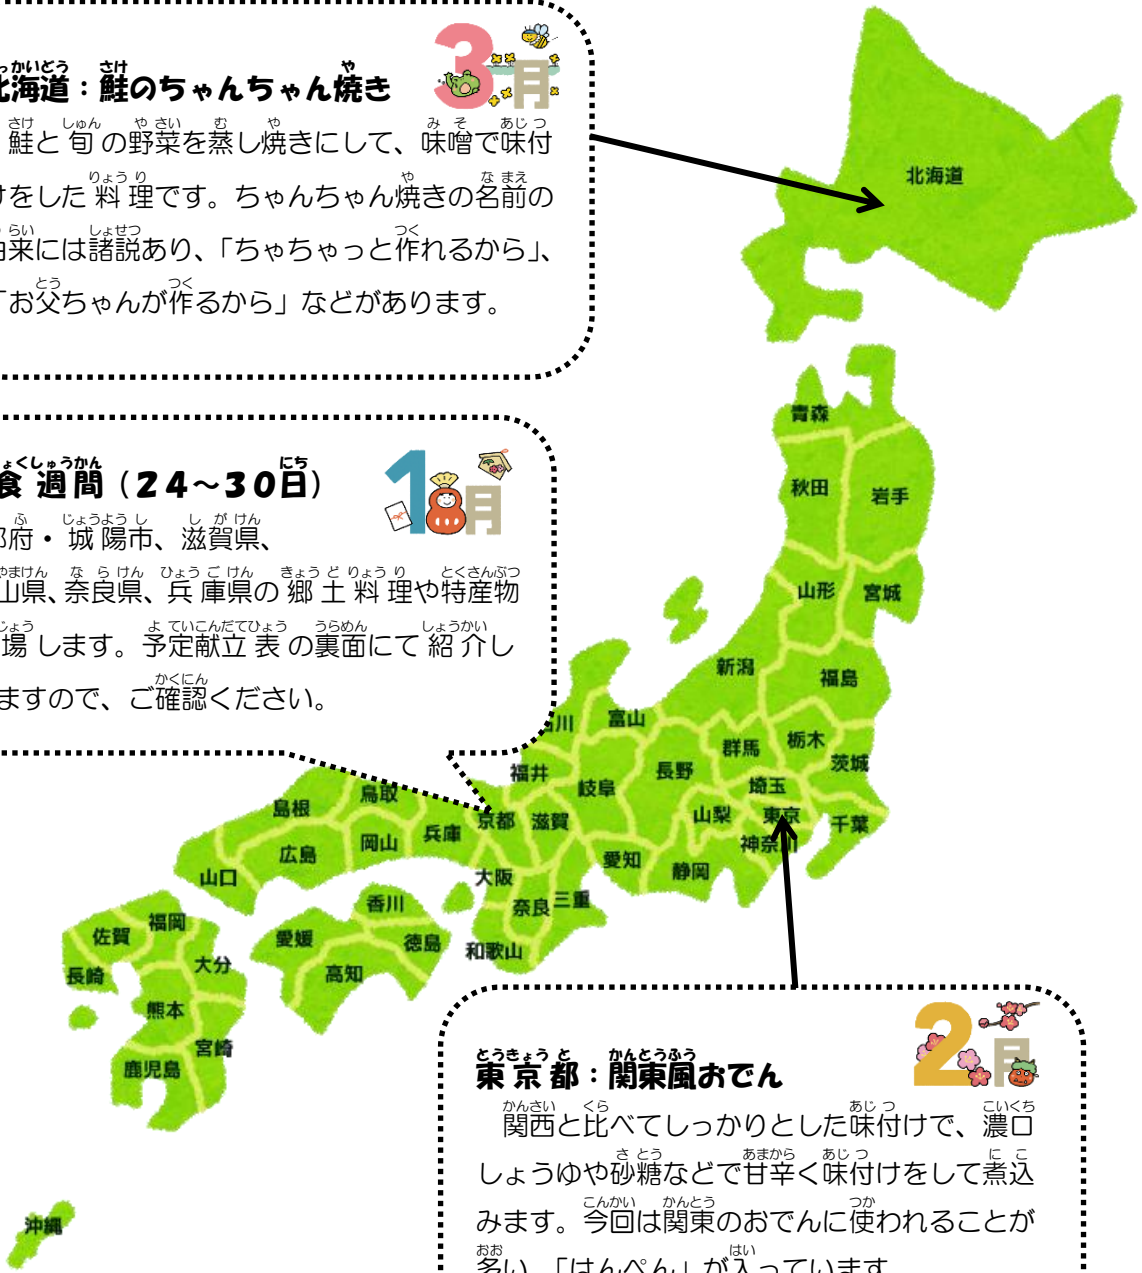 3月
海道：鮭のちゃんちゃん焼き
鮭と旬の野菜を蒸し焼きにして、味噌で味付
けをした料理です。ちゃんちゃん焼きの名前の
来には諸説あり、「ちゃちゃっと作れるから」、
「お父ちゃんが作るから」などがあります。
1月
食週間（24～30日）
府・城陽市、滋賀県、
山県、奈良県、兵庫県の郷土料理や特産物
場します。予定献立表の裏面にて紹介し
ますので、ご確認ください。
2月
東京都：関東風おでん
関西と比べてしっかりとした味付けで、濃口
しょうゆや砂糖などで甘辛く味付けをして煮込
みます。今回は関東のおでんに使われることが
多い、「はんぺん」が入っています
北海道
青森
秋田
岩手
山形
宮城
新潟
福島
川
富山
群馬
栃木
茨城
福井
岐阜
長野
埼玉
島根
鳥取
兵庫
京都
滋賀
山梨
東京
千葉
広島
岡山
愛知
静岡
神奈川
山口
大阪
奈良
三重
香川
和歌山
福岡
佐賀
愛媛
徳島
長崎
大分
高知
熊本
宮崎
鹿児島
沖縄